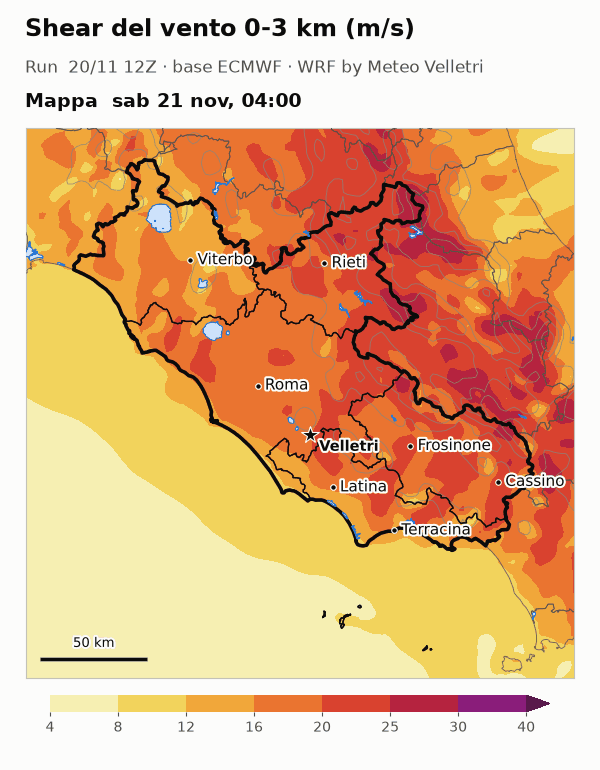 Shear del vento 0-3 km (m/s)
Run  20/11 12Z · base ECMWF · WRF by Meteo Velletri
Mappa  sab 21 nov, 04:00
Viterbo
Rieti
Roma
Velletri
Frosinone
Latina
Cassino
Terracina
50 km
4 8 12 16 20 25 30 40